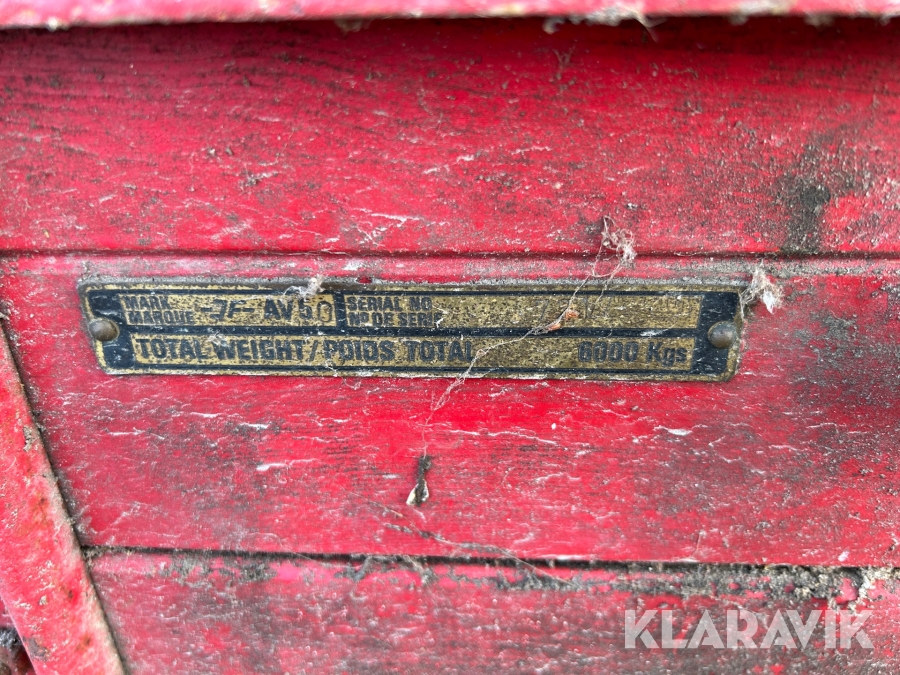 MARK -JF- AV50
MARQUE
SERIAL NO
Nº DE SERIE
TOTAL WEIGHT/POIDS TOTAL 6000 Kgs
KLARAVIK